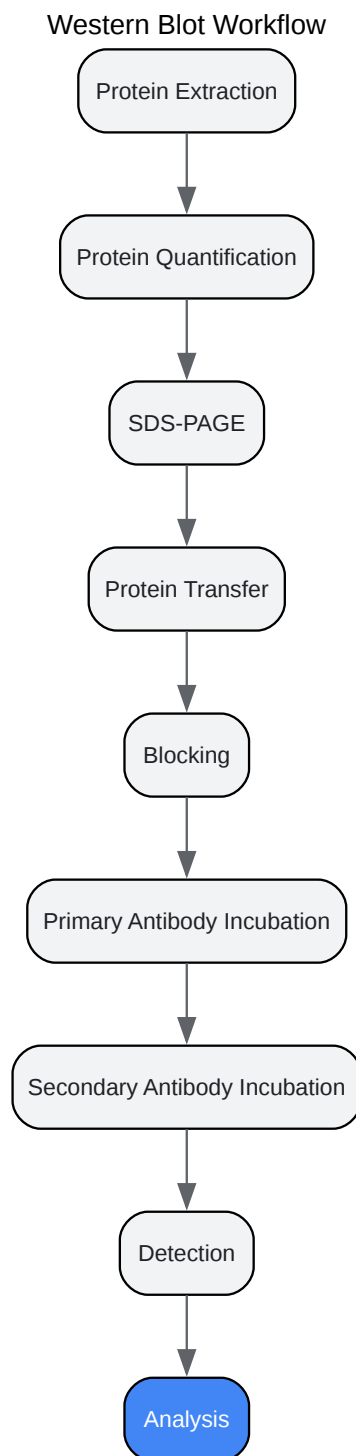 Western Blot Workflow
Protein Extraction
Protein Quantification
SDS-PAGE
Protein Transfer
Blocking
Primary Antibody Incubation
Secondary Antibody Incubation
Detection
Analysis